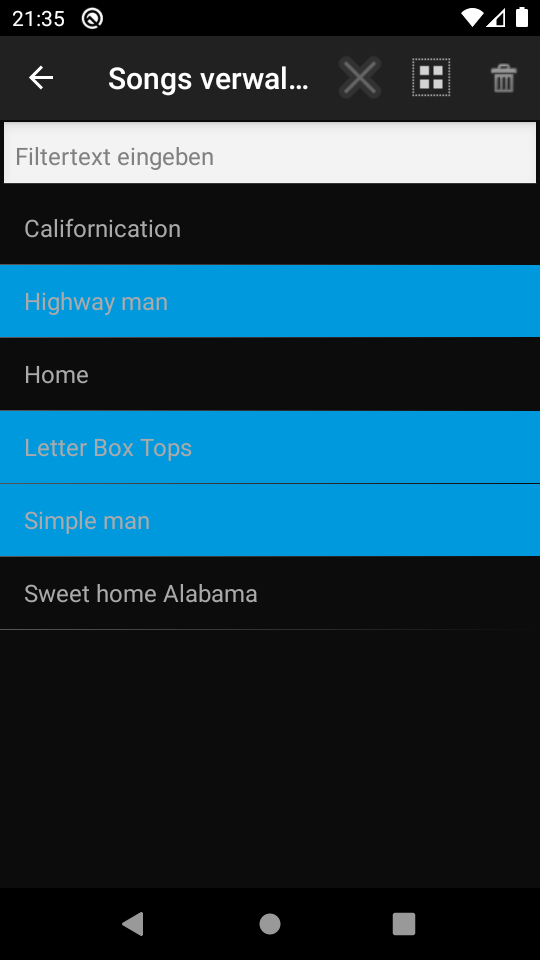 21:35
Songs verwal...
Filtertext eingeben
Californication
Highway man
Home
Letter Box Tops
Simple man
Sweet home Alabama